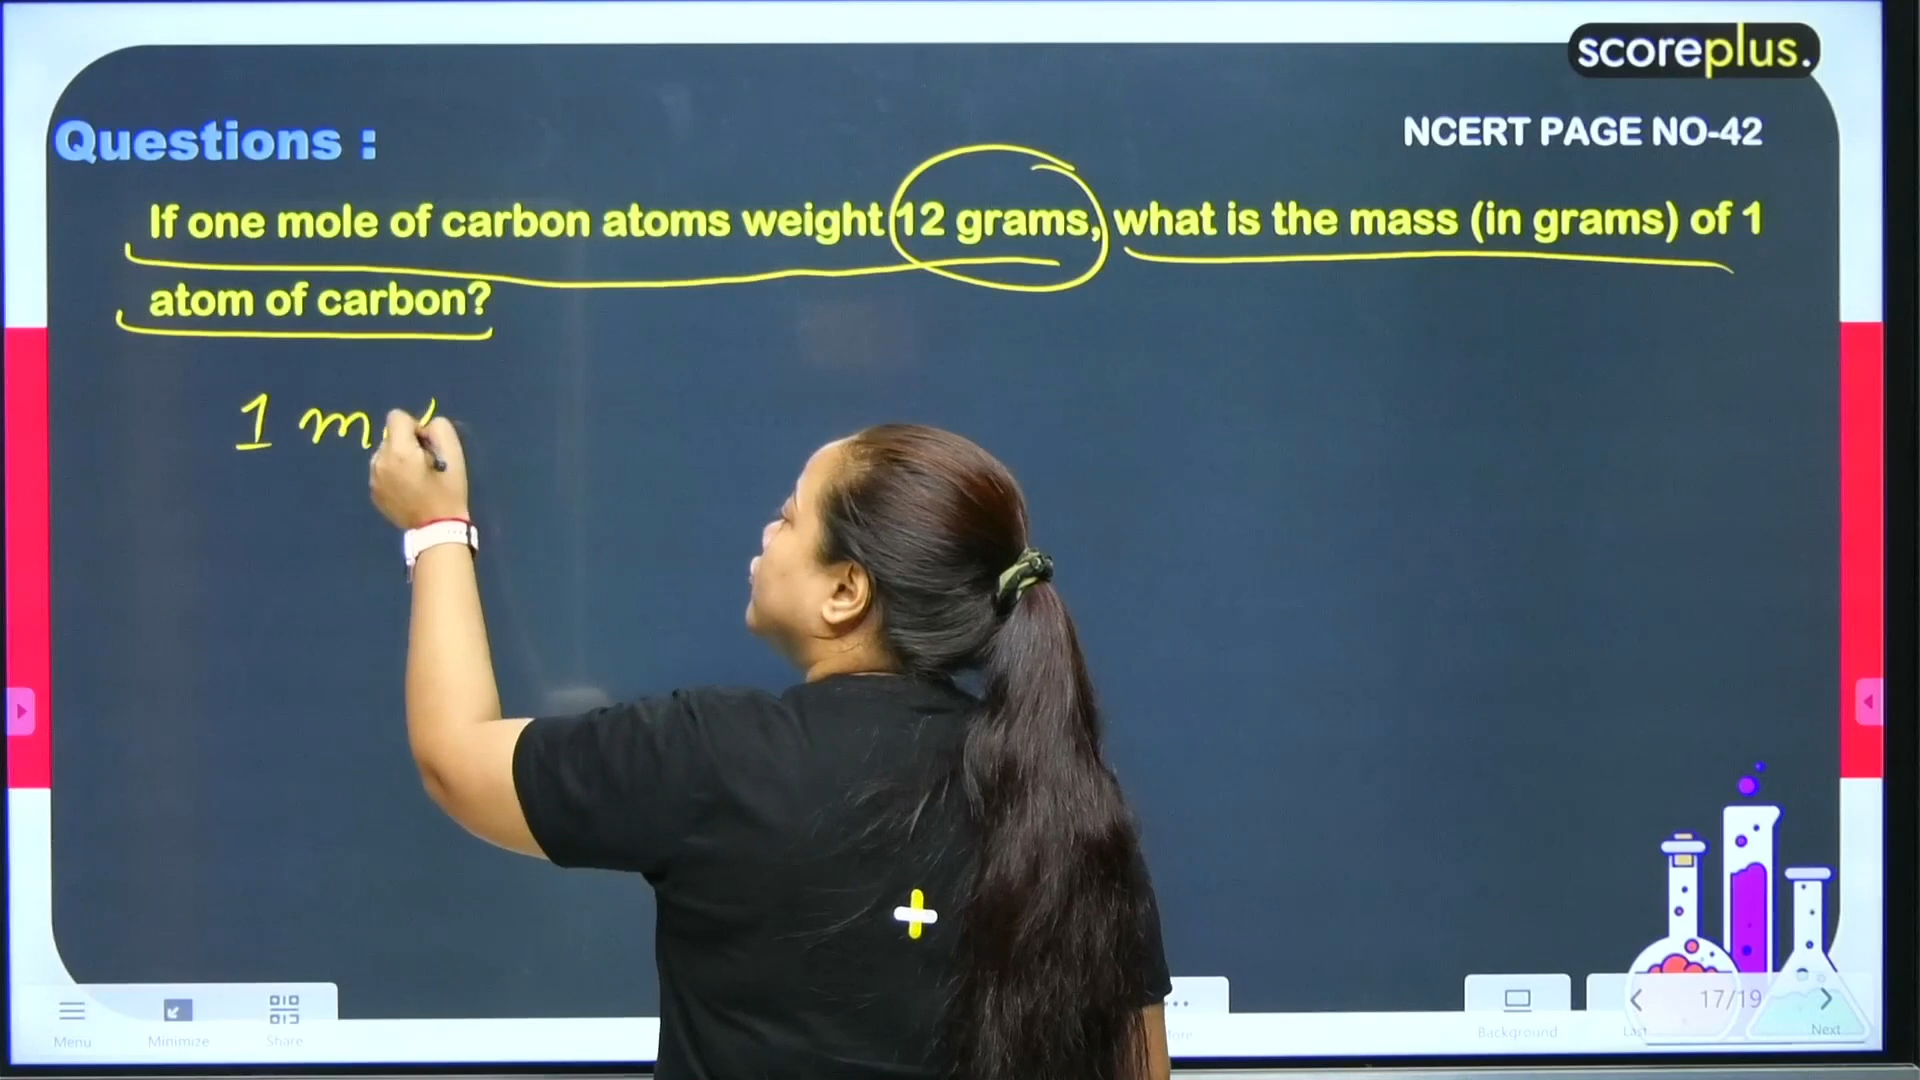 scoreplus.
Questions :
NCERT PAGE NO-42
If one mole of carbon atoms weight 12 grams, what is the mass (in grams) of 1
atom of carbon?
1
Menu
Minimize
Share
Background
17/19
Next